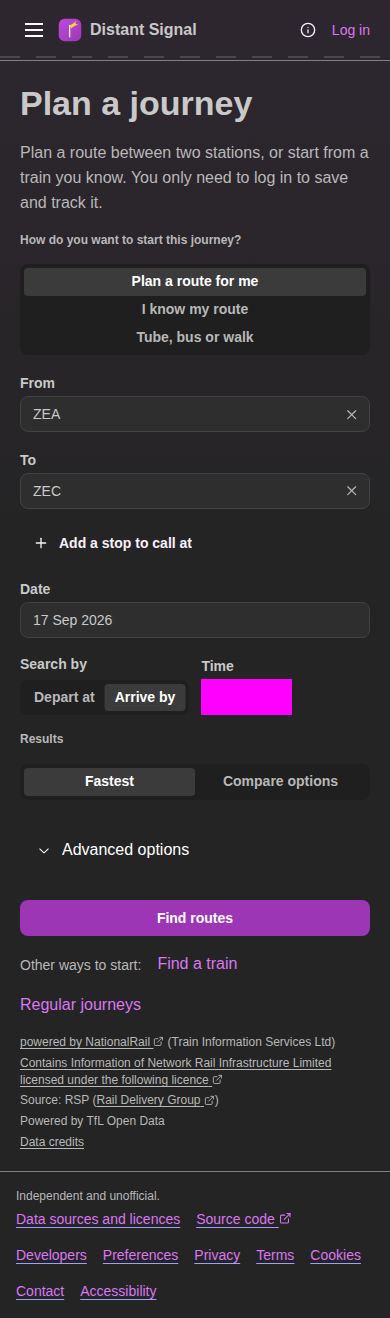 Distant Signal
Log in
Plan a journey
Plan a route between two stations, or start from a
train you know. You only need to log in to save
and track it.
How do you want to start this journey?
Plan a route for me
I know my route
Tube, bus or walk
From
ZEA
To
ZEC
Add a stop to call at
Date
17 Sep 2026
Search by
Time
Depart at
Arrive by
Results
Fastest
Compare options
Advanced options
Find routes
Other ways to start:
Find a train
Regular journeys
powered by NationalRail (Train Information Services Ltd)
Contains Information of Network Rail Infrastructure Limited
licensed under the following licence
Source: RSP (Rail Delivery Group )
Powered by TfL Open Data
Data credits
Independent and unofficial.
Data sources and licences
Source code
Developers
Preferences
Privacy
Terms
Cookies
Contact
Accessibility